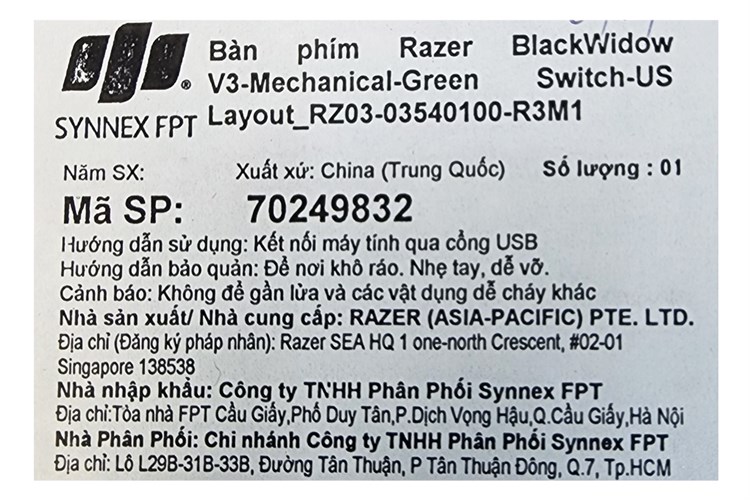 Bàn phím Razer BlackWidow
V3-Mechanical-Green Switch-US
Layout_RZ03-03540100-R3M1
SYNNEX FPT
Năm SX: Xuất xứ: China (Trung Quốc) Số lượng : 01
Mã SP: 70249832
Hướng dẫn sử dụng: Kết nối máy tính qua cổng USB
Hướng dẫn bảo quản: Để nơi khô ráo. Nhẹ tay, dễ vỡ.
Cảnh báo: Không để gần lửa và các vật dụng dễ cháy khác
Nhà sản xuất/ Nhà cung cấp: RAZER (ASIA-PACIFIC) PTE. LTD.
Địa chỉ (Đăng ký pháp nhân): Razer SEA HQ 1 one-north Crescent, #02-01
Singapore 138538
Nhà nhập khẩu: Công ty TNHH Phân Phối Synnex FPT
Địa chỉ:Tòa nhà FPT Cầu Giấy,Phố Duy Tân,P.Dịch Vọng Hậu,Q.Cầu Giấy,Hà Nội
Nhà Phân Phối: Chi nhánh Công ty TNHH Phân Phối Synnex FPT
Địa chỉ: Lô L29B-31B-33B, Đường Tân Thuận, P Tân Thuận Đông, Q.7, Tp.HCM